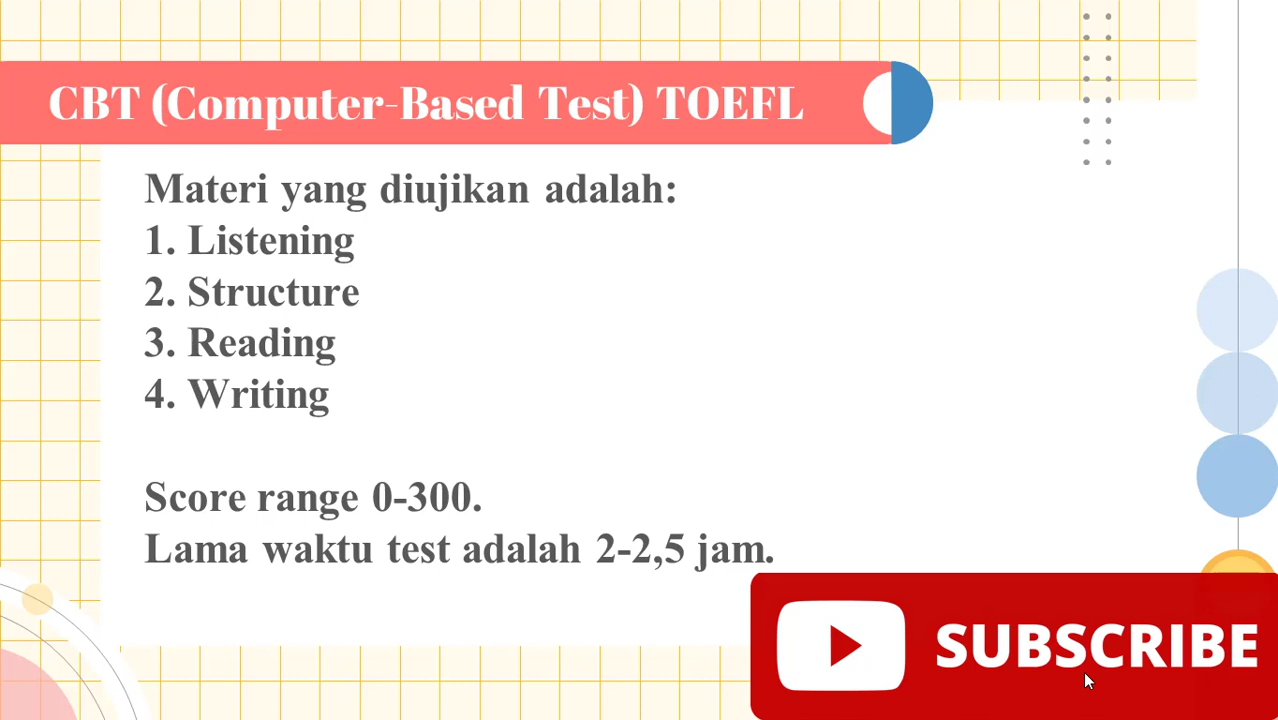 CBT (Computer-Based Test) TOEFL
Materi yang diujikan adalah:
1. Listening
2. Structure
3. Reading
4. Writing
Score range 0-300.
Lama waktu test adalah 2-2,5 jam.
SUBSCRIBE